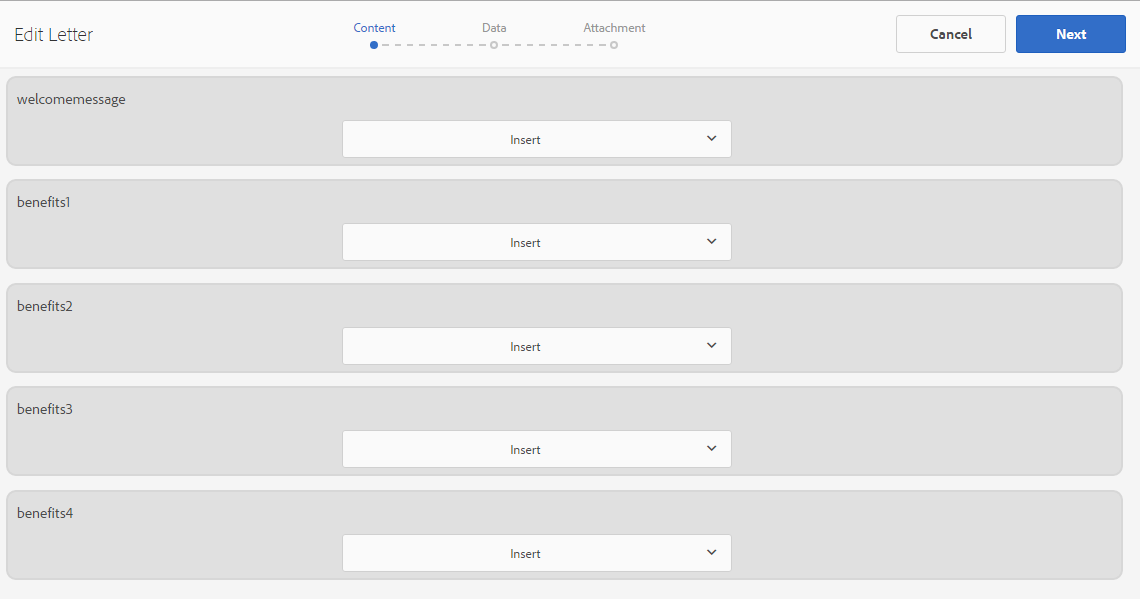 Edit Letter
Content
Data
Attachment
Cancel
Next
welcomemessage
Insert
benefits1
Insert
benefits2
Insert
benefits3
Insert
benefits4
Insert